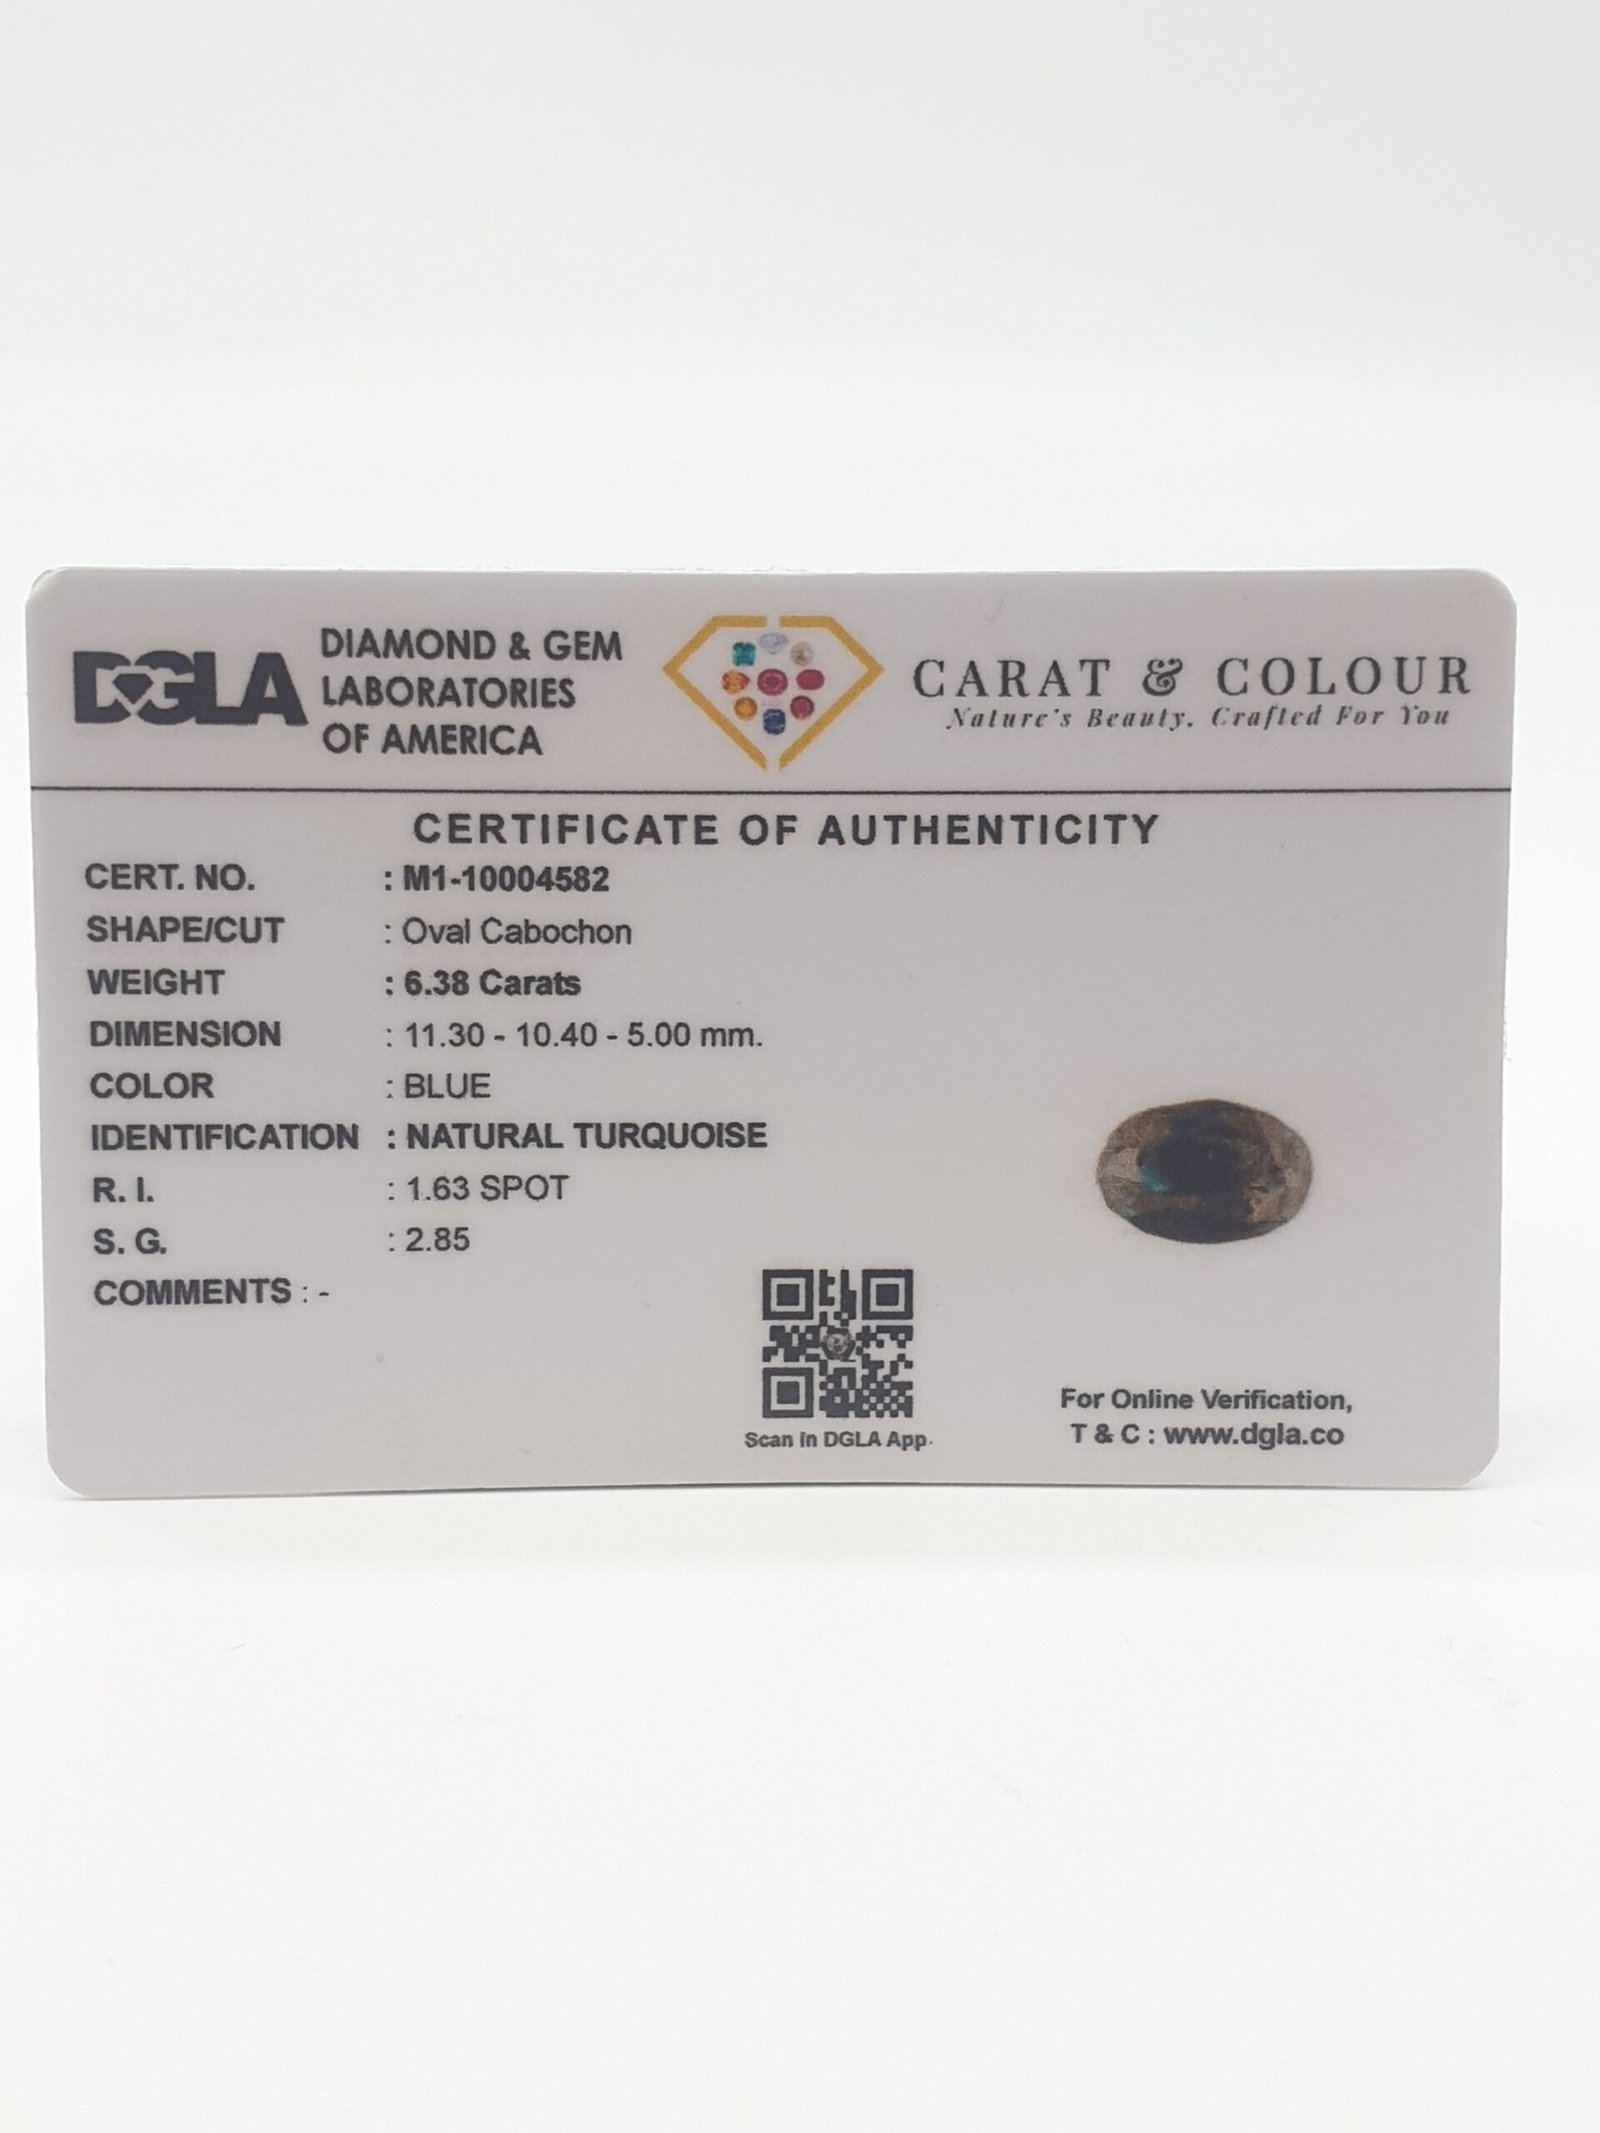 DGLA
DIAMOND & GEM
LABORATORIES
OF AMERICA
CARAT & COLOUR
Nature's Beauty, Crafted For You
CERTIFICATE OF AUTHENTICITY
CERT. NO. : M1-10004582
SHAPE/CUT : Oval Cabochon
WEIGHT : 6.38 Carats
DIMENSION : 11.30 - 10.40 - 5.00 mm.
COLOR : BLUE
IDENTIFICATION : NATURAL TURQUOISE
R. I. : 1.63 SPOT
S. G. : 2.85
COMMENTS : -
Scan in DGLA App.
For Online Verification,
T & C : www.dgla.co